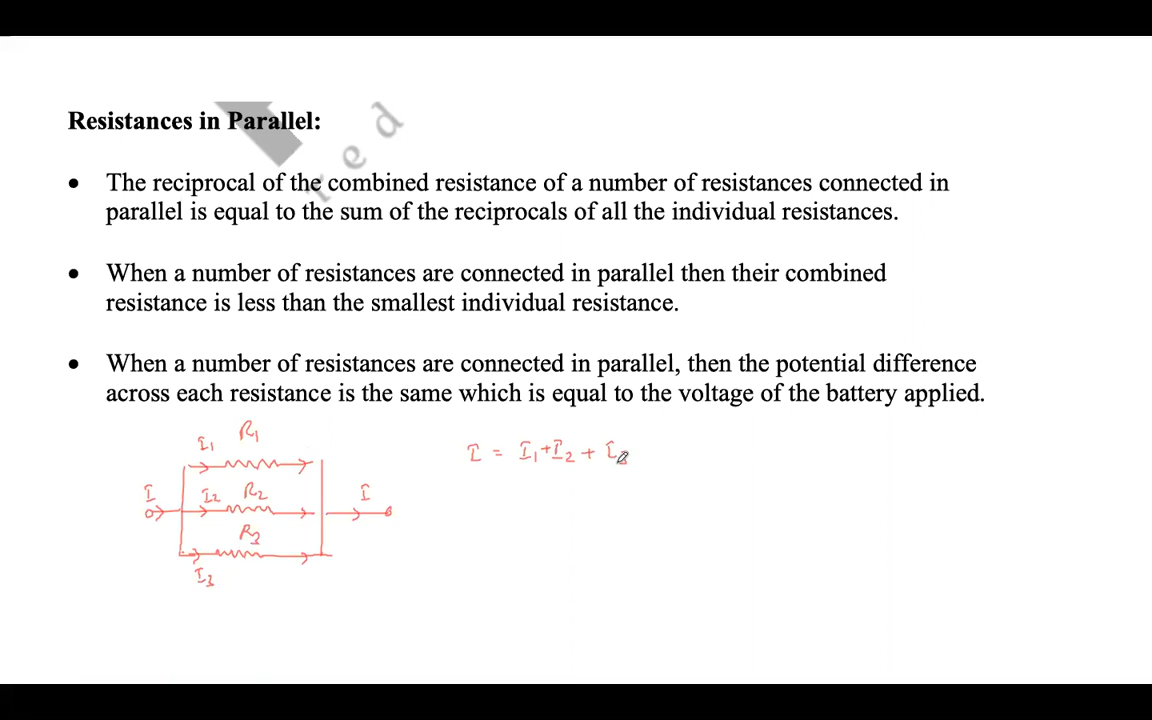 Resistances in Parallel:
red
• The reciprocal of the combined resistance of a number of resistances connected in
parallel is equal to the sum of the reciprocals of all the individual resistances.
• When a number of resistances are connected in parallel then their combined
resistance is less than the smallest individual resistance.
• When a number of resistances are connected in parallel, then the potential difference
across each resistance is the same which is equal to the voltage of the battery applied.
I₁ R₁
I = I₁+I₂ + I
I I₂ R₂ I
R₃
I₃